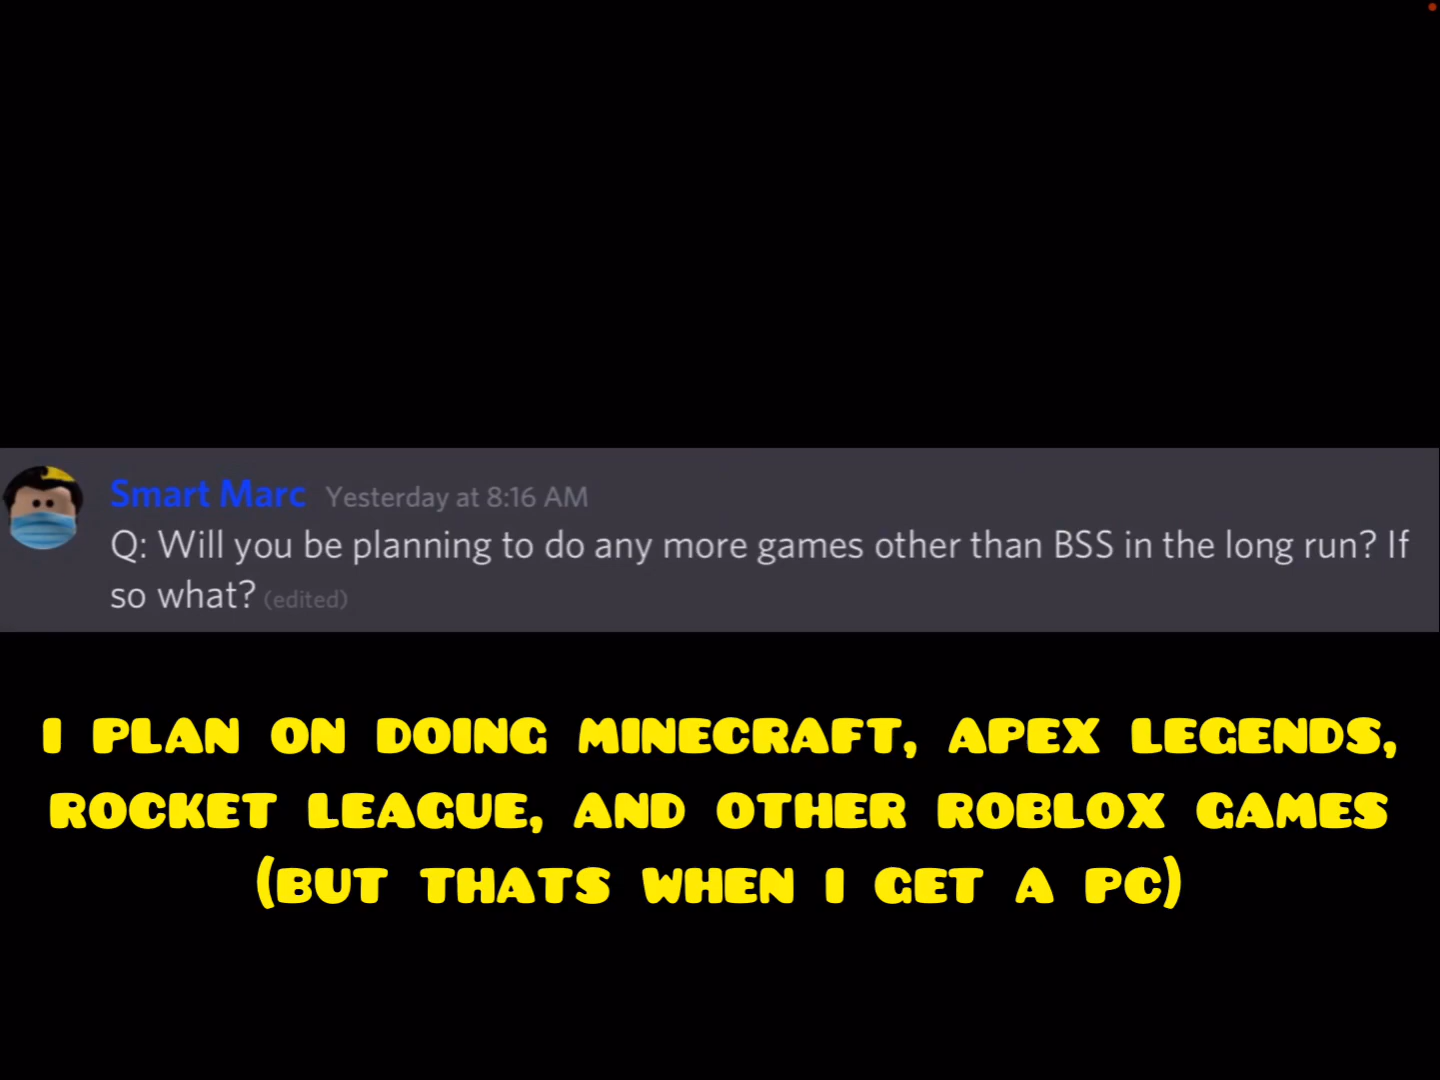 Smart Marc Yesterday at 8:16 AM
Q: Will you be planning to do any more games other than BSS in the long run? If
so what? (edited)
I PLAN ON DOING MINECRAFT, APEX LEGENDS,
ROCKET LEAGUE, AND OTHER ROBLOX GAMES
(BUT THATS WHEN I GET A PC)